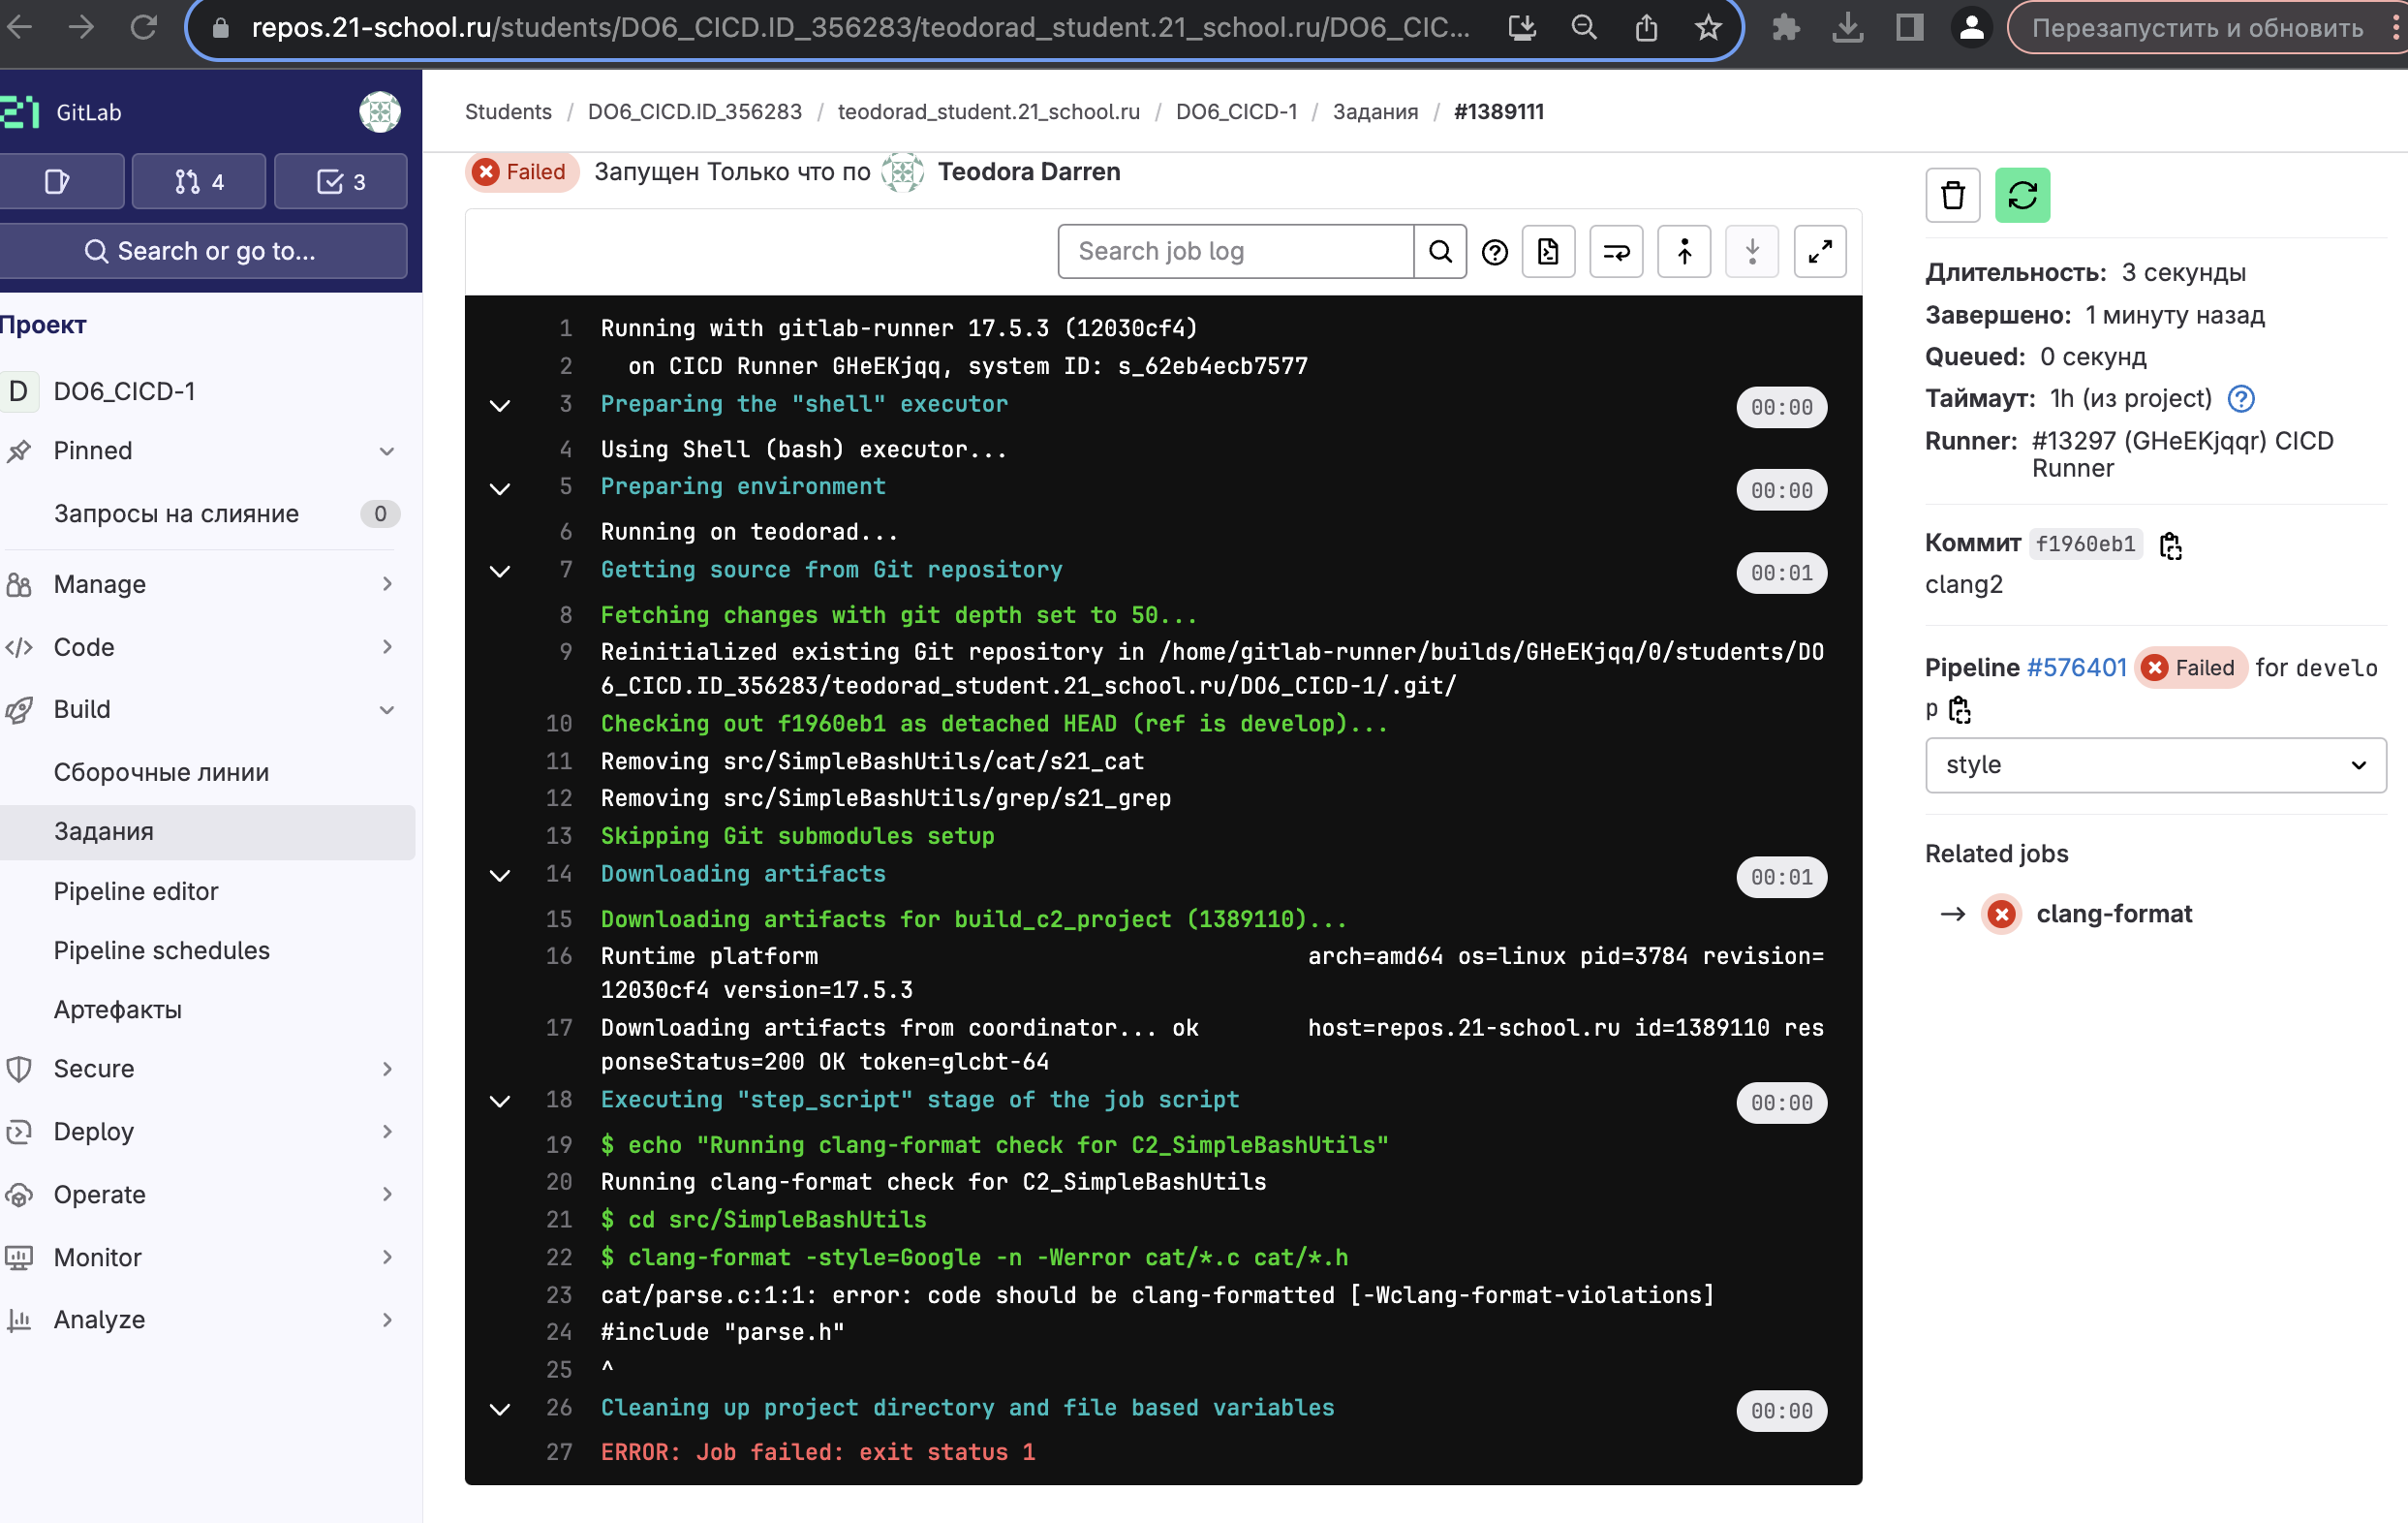 repos.21-school.ru/students/DO6_CICD.ID_356283/teodorad_student.21_school.ru/DO6_CIC...
Перезапустить и обновить
21 GitLab
4
3
Search or go to...
Проект
D DO6_CICD-1
Pinned
Запросы на слияние 0
Manage
Code
Build
Сборочные линии
Задания
Pipeline editor
Pipeline schedules
Артефакты
Secure
Deploy
Operate
Monitor
Analyze
Students / DO6_CICD.ID_356283 / teodorad_student.21_school.ru / DO6_CICD-1 / Задания / #1389111
Failed Запущен Только что по Teodora Darren
Search job log
1 Running with gitlab-runner 17.5.3 (12030cf4)
2 on CICD Runner GHeEKjqq, system ID: s_62eb4ecb7577
3 Preparing the "shell" executor 00:00
4 Using Shell (bash) executor...
5 Preparing environment 00:00
6 Running on teodorad...
7 Getting source from Git repository 00:01
8 Fetching changes with git depth set to 50...
9 Reinitialized existing Git repository in /home/gitlab-runner/builds/GHeEKjqq/0/students/DO
6_CICD.ID_356283/teodorad_student.21_school.ru/DO6_CICD-1/.git/
10 Checking out f1960eb1 as detached HEAD (ref is develop)...
11 Removing src/SimpleBashUtils/cat/s21_cat
12 Removing src/SimpleBashUtils/grep/s21_grep
13 Skipping Git submodules setup
14 Downloading artifacts 00:01
15 Downloading artifacts for build_c2_project (1389110)...
16 Runtime platform arch=amd64 os=linux pid=3784 revision=
12030cf4 version=17.5.3
17 Downloading artifacts from coordinator... ok host=repos.21-school.ru id=1389110 res
ponseStatus=200 OK token=glcbt-64
18 Executing "step_script" stage of the job script 00:00
19 $ echo "Running clang-format check for C2_SimpleBashUtils"
20 Running clang-format check for C2_SimpleBashUtils
21 $ cd src/SimpleBashUtils
22 $ clang-format -style=Google -n -Werror cat/*.c cat/*.h
23 cat/parse.c:1:1: error: code should be clang-formatted [-Wclang-format-violations]
24 #include "parse.h"
25 ^
26 Cleaning up project directory and file based variables 00:00
27 ERROR: Job failed: exit status 1
Длительность: 3 секунды
Завершено: 1 минуту назад
Queued: 0 секунд
Таймаут: 1h (из project)
Runner: #13297 (GHeEKjqqr) CICD
Runner
Коммит f1960eb1
clang2
Pipeline #576401 Failed for develo
p
style
Related jobs
clang-format